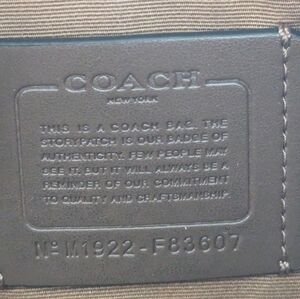 COACH
NEW YORK
THIS IS A COACH BAG. THE
STORYPATCH IS OUR BADGE OF
AUTHENTICITY. FEW PEOPLE MAY
SEE IT, BUT IT WILL ALWAYS BE A
REMINDER OF OUR COMMITMENT
TO QUALITY AND CRAFTSMANSHIP.
Nº M1922-F83607